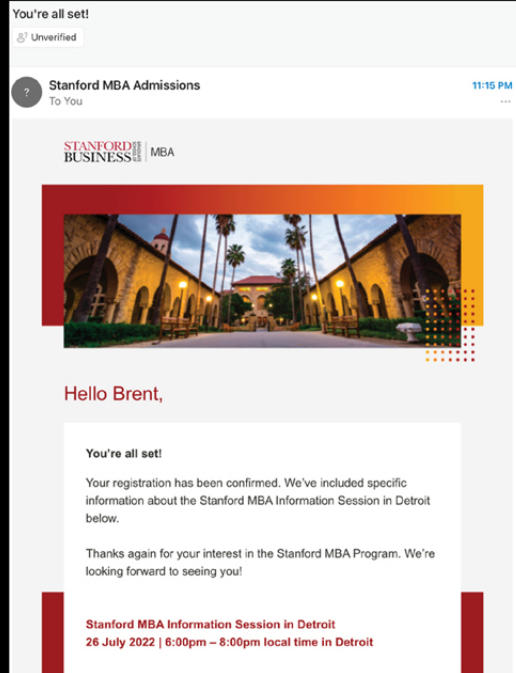 You're all set!
Unverified
?
Stanford MBA Admissions
11:15 PM
To You
...
STANFORD
BUSINESS
MBA
Hello Brent,
You're all set!
Your registration has been confirmed. We've included specific
information about the Stanford MBA Information Session in Detroit
below.
Thanks again for your interest in the Stanford MBA Program. We're
looking forward to seeing you!
Stanford MBA Information Session in Detroit
26 July 2022 | 6:00pm – 8:00pm local time in Detroit